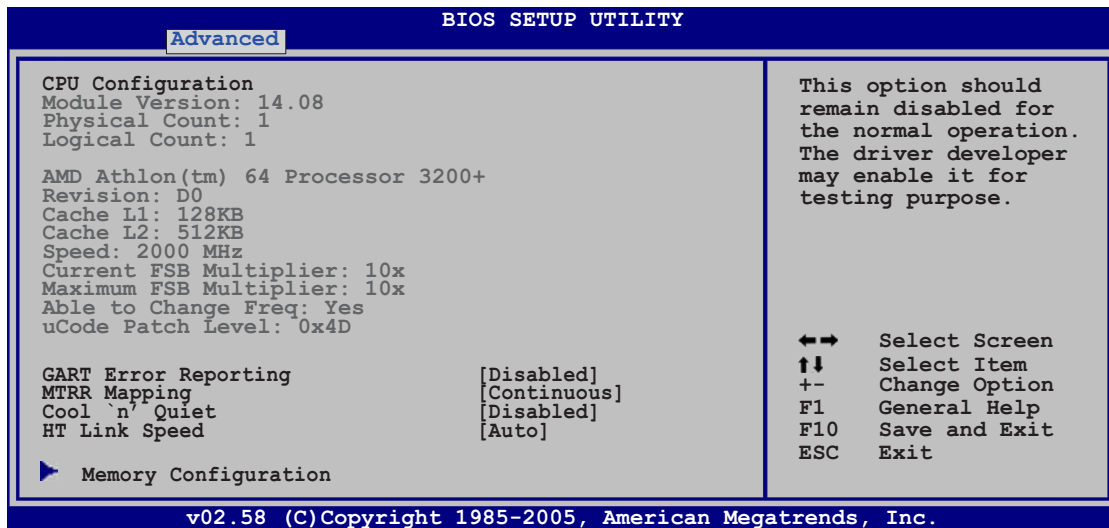 BIOS SETUP UTILITY
Advanced
CPU Configuration
Module Version: 14.08
Physical Count: 1
Logical Count: 1
AMD Athlon(tm) 64 Processor 3200+
Revision: D0
Cache L1: 128KB
Cache L2: 512KB
Speed: 2000 MHz
Current FSB Multiplier: 10x
Maximum FSB Multiplier: 10x
Able to Change Freq: Yes
uCode Patch Level: 0x4D
GART Error Reporting [Disabled]
MTRR Mapping [Continuous]
Cool `n’ Quiet [Disabled]
HT Link Speed [Auto]
Memory Configuration
This option should
remain disabled for
the normal operation.
The driver developer
may enable it for
testing purpose.
←→ Select Screen
↑↓ Select Item
+- Change Option
F1 General Help
F10 Save and Exit
ESC Exit
v02.58 (C)Copyright 1985-2005, American Megatrends, Inc.